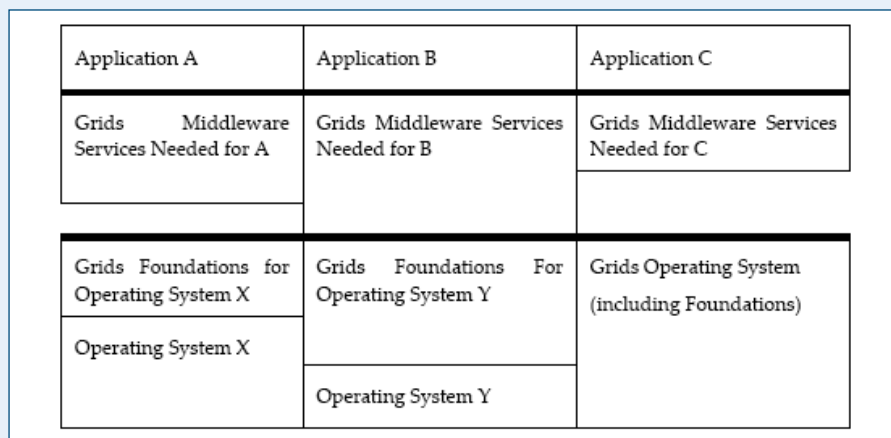 Application A
Application B
Application C
Grids Middleware
Services Needed for A
Grids Middleware Services
Needed for B
Grids Middleware Services
Needed for C
Grids Foundations for
Operating System X
Grids Foundations For
Operating System Y
Grids Operating System
(including Foundations)
Operating System X
Operating System Y